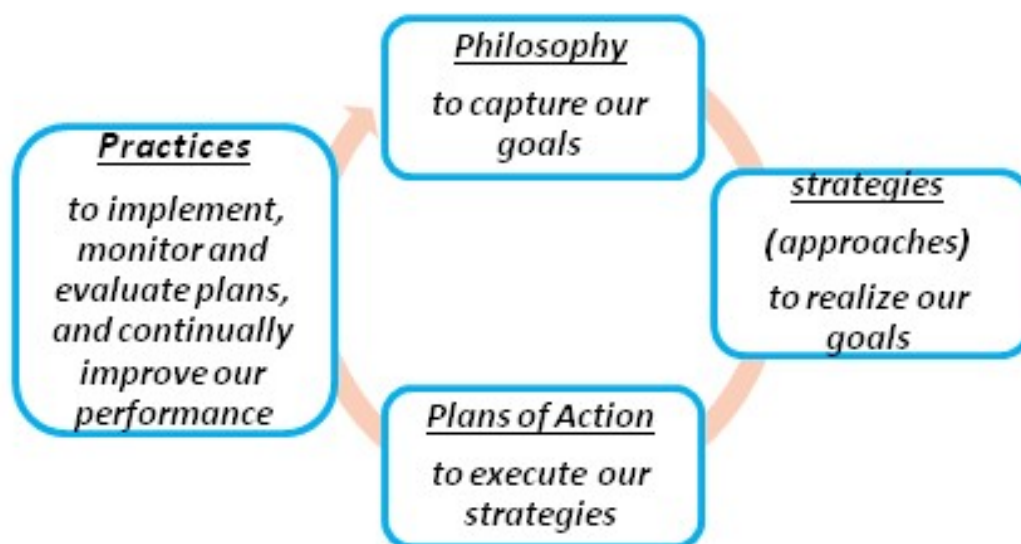 Philosophy
to capture our
goals
strategies
(approaches)
to realize our
goals
Plans of Action
to execute our
strategies
Practices
to implement,
monitor and
evaluate plans,
and continually
improve our
performance